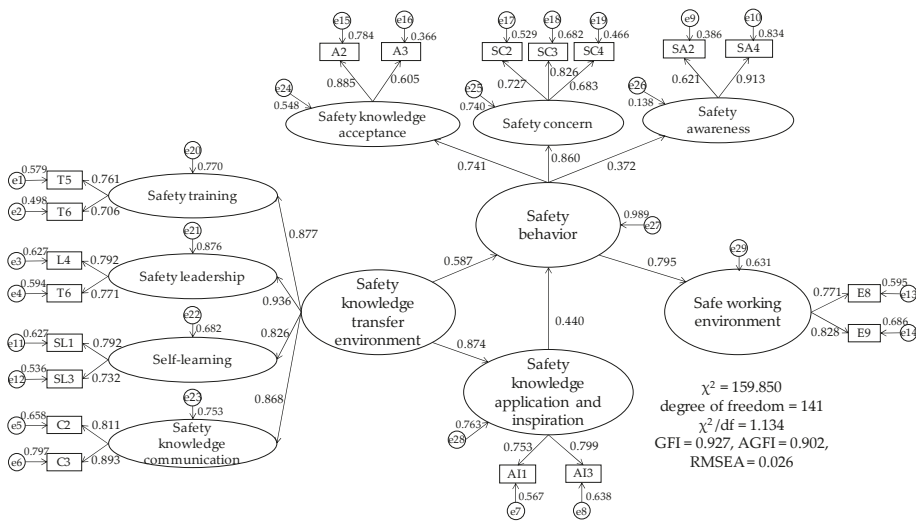 e15
e16
0.784
0.366
A2
A3
0.885
0.605
e24
0.548
Safety knowledge
acceptance
e17
e18
e19
0.529
0.682
0.466
SC2
SC3
SC4
0.727
0.826
0.683
e25
0.740
Safety concern
e9
e10
0.386
0.834
SA2
SA4
0.621
0.913
e26
0.138
Safety
awareness
0.741
0.860
0.372
e20
0.770
e1
0.579
T5
0.761
e2
0.498
T6
0.706
Safety training
e21
0.876
e3
0.627
L4
0.792
e4
0.594
T6
0.771
Safety leadership
e22
0.682
e11
0.627
SL1
0.792
e12
0.536
SL3
0.732
Self-learning
e23
0.753
e5
0.658
C2
0.811
e6
0.797
C3
0.893
Safety
knowledge
communication
0.877
0.936
0.826
0.868
Safety
knowledge
transfer
environment
0.587
0.874
Safety
behavior
0.989
e27
0.440
0.795
Safety
knowledge
application and
inspiration
0.763
e28
0.753
0.799
AI1
AI3
0.567
0.638
e7
e8
e29
0.631
Safe working
environment
0.771
E8
0.595
e13
0.828
E9
0.686
e14
χ² = 159.850
degree of freedom = 141
χ²/df = 1.134
GFI = 0.927, AGFI = 0.902,
RMSEA = 0.026